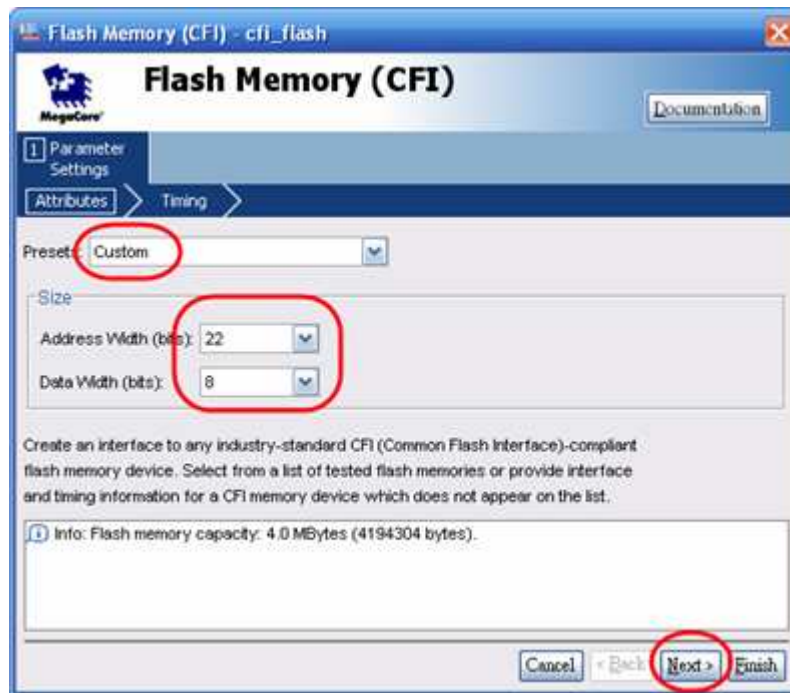 Flash Memory (CFI) - cfi_flash
Flash Memory (CFI)
MegaCore'
Documentation
1 Parameter
Settings
Attributes
Timing
Presets: Custom
Size
Address Width (bits): 22
Data Width (bits): 8
Create an interface to any industry-standard CFI (Common Flash Interface)-compliant
flash memory device. Select from a list of tested flash memories or provide interface
and timing information for a CFI memory device which does not appear on the list.
Info: Flash memory capacity: 4.0 MBytes (4194304 bytes).
Cancel
< Back
Next >
Finish